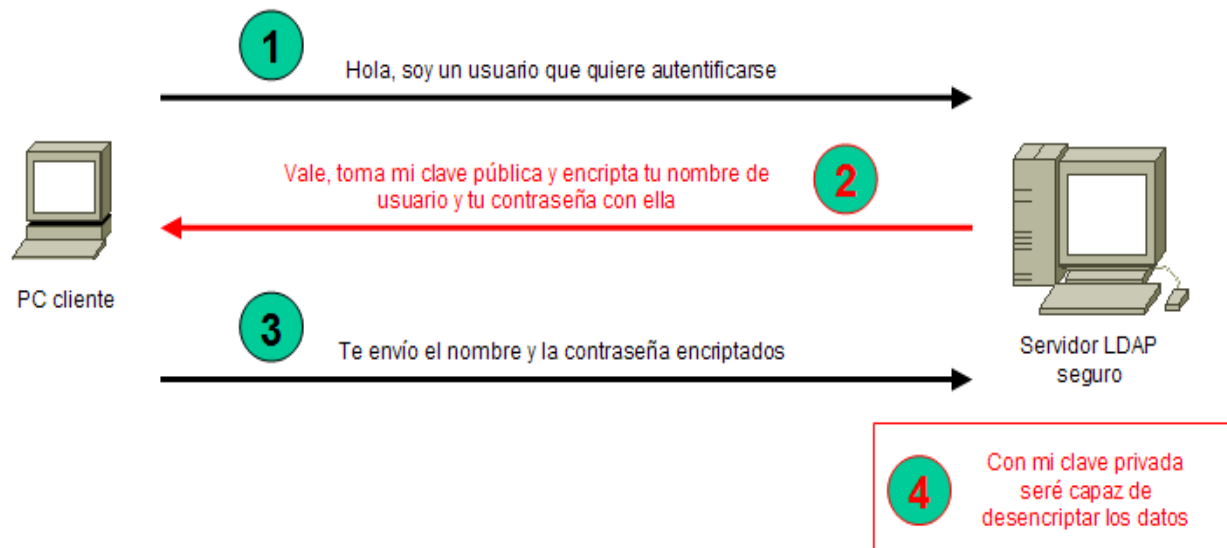 1
Hola, soy un usuario que quiere autentificarse
Vale, toma mi clave pública y encripta tu nombre de
usuario y tu contraseña con ella
2
PC cliente
3
Te envío el nombre y la contraseña encriptados
Servidor LDAP
seguro
4
Con mi clave privada
seré capaz de
desencriptar los datos